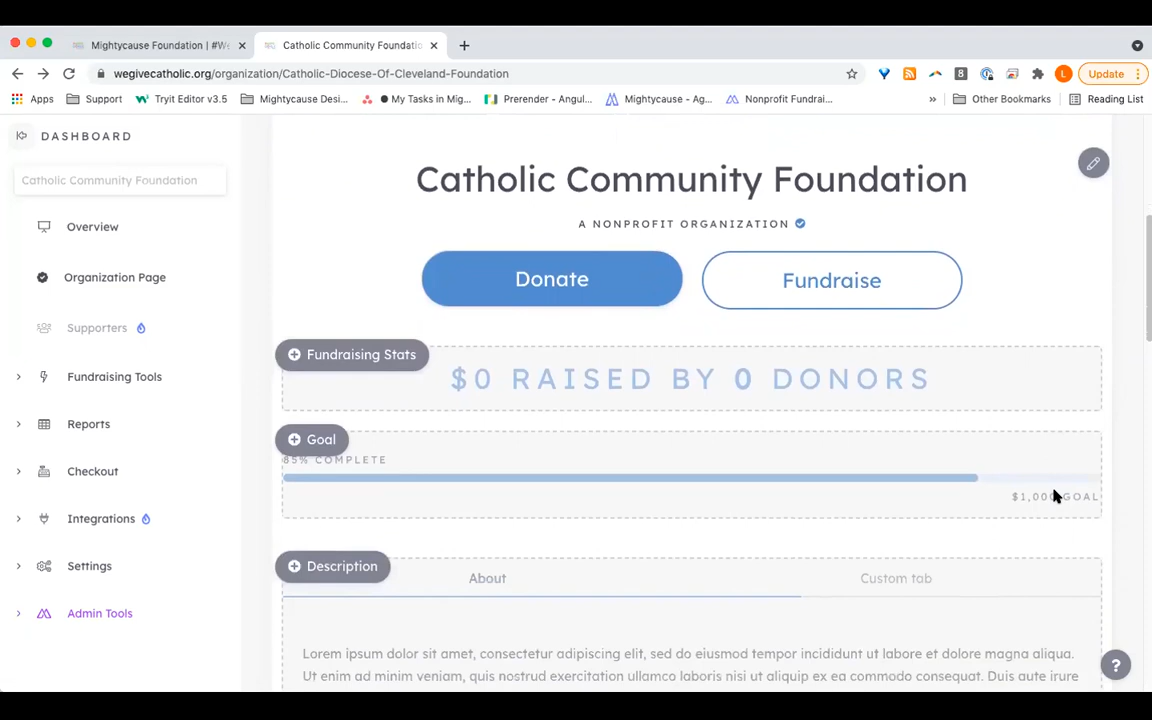 Mightycause Foundation | #We
Catholic Community Foundatio
wegivecatholic.org/organization/Catholic-Diocese-Of-Cleveland-Foundation
Update
Apps
Support
Tryit Editor v3.5
Mightycause Desi...
My Tasks in Mig...
Prerender - Angul...
Mightycause - Ag...
Nonprofit Fundrai...
»
Other Bookmarks
Reading List
DASHBOARD
Catholic Community Foundation
Overview
Organization Page
Supporters
Fundraising Tools
Reports
Checkout
Integrations
Settings
Admin Tools
Catholic Community Foundation
A NONPROFIT ORGANIZATION
Donate
Fundraise
Fundraising Stats
$0 RAISED BY 0 DONORS
Goal
85% COMPLETE
$1,000 GOAL
Description
About
Custom tab
Lorem ipsum dolor sit amet, consectetur adipiscing elit, sed do eiusmod tempor incididunt ut labore et dolore magna aliqua.
Ut enim ad minim veniam, quis nostrud exercitation ullamco laboris nisi ut aliquip ex ea commodo consequat. Duis aute irure
?